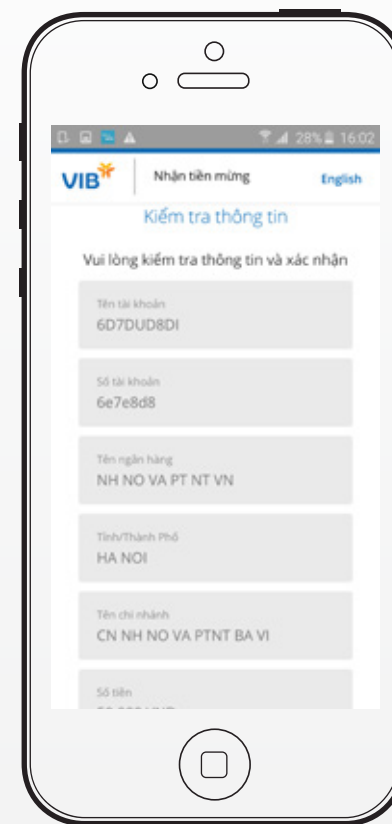 28% 16:02
VIB
Nhận tiền mừng
English
Kiểm tra thông tin
Vui lòng kiểm tra thông tin và xác nhận
Tên tài khoản
6D7DUD8DI
Số tài khoản
6e7e8d8
Tên ngân hàng
NH NO VA PT NT VN
Tỉnh/Thành Phố
HA NOI
Tên chi nhánh
CN NH NO VA PTNT BA VI
Số tiền